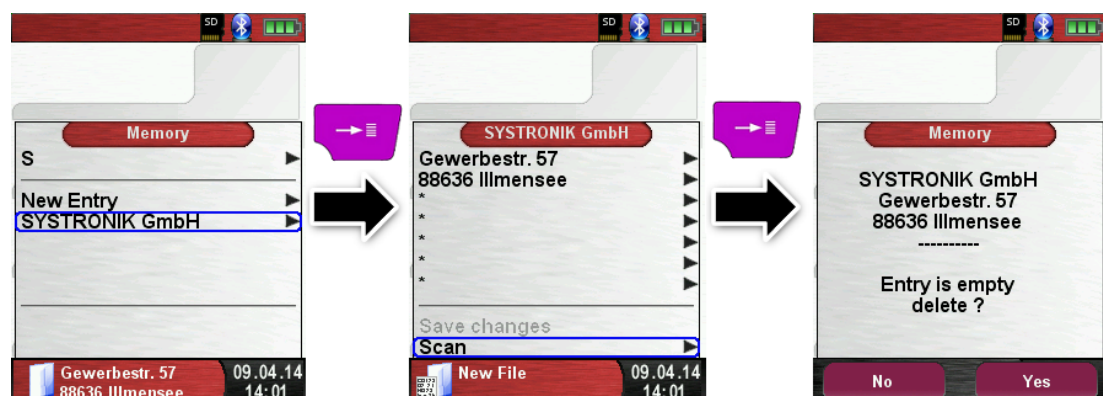 SD
Memory
S
New Entry
SYSTRONIK GmbH
Gewerbestr. 57
88636 Illmensee
09.04.14
14:01
SD
SYSTRONIK GmbH
Gewerbestr. 57
88636 Illmensee
*
*
*
*
*
Save changes
Scan
New File
09.04.14
14:01
SD
Memory
SYSTRONIK GmbH
Gewerbestr. 57
88636 Illmensee
----------
Entry is empty
delete ?
No
Yes